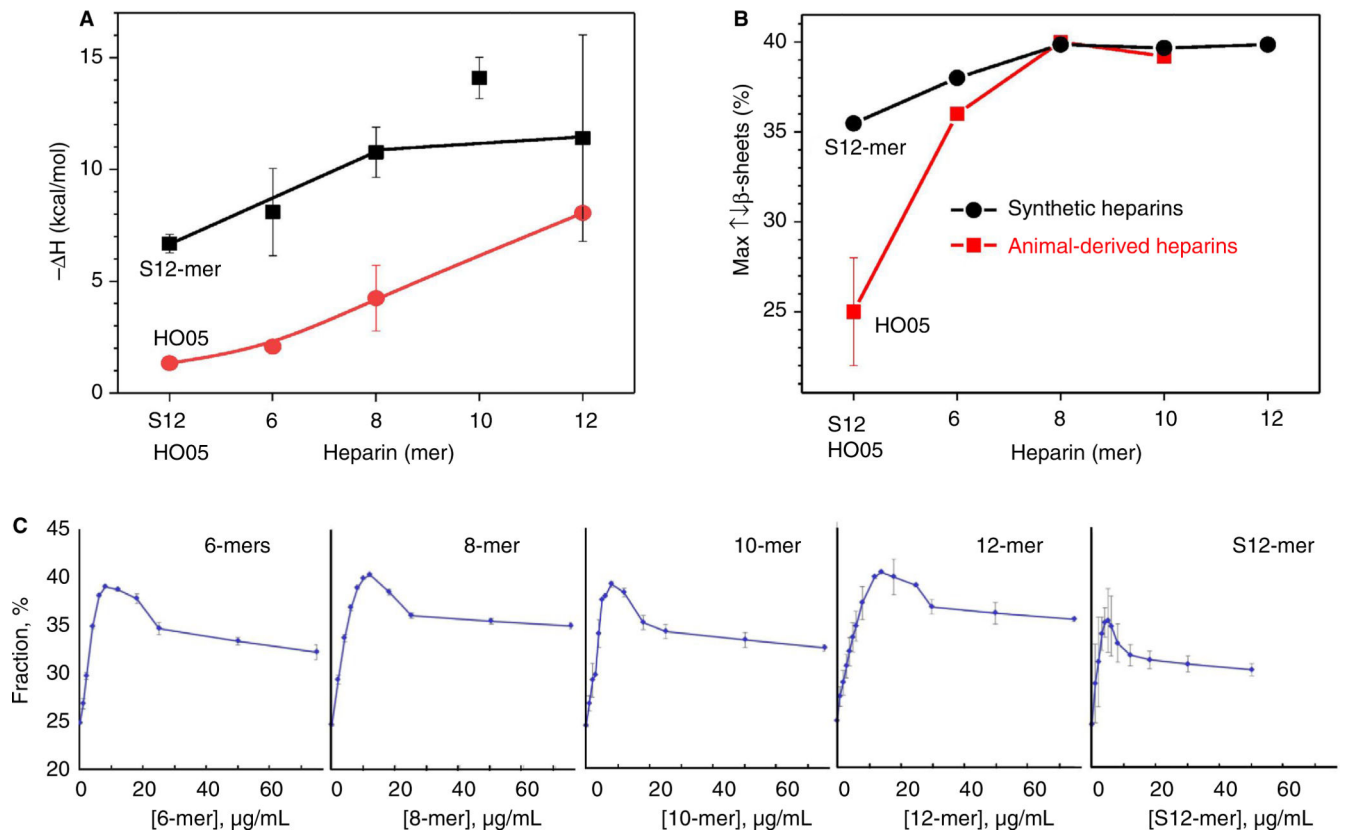 A
−ΔH (kcal/mol)
15
10
5
0
S12-mer
HO05
S12 6 8 10 12
HO05 Heparin (mer)
B
Max ↑↓β-sheets (%)
40
35
30
25
S12-mer
Synthetic heparins
Animal-derived heparins
HO05
S12 6 8 10 12
HO05 Heparin (mer)
C
Fraction, %
45
40
35
30
25
20
6-mers
0 20 40 60
[6-mer], μg/mL
8-mer
0 20 40 60
[8-mer], μg/mL
10-mer
0 20 40 60
[10-mer], μg/mL
12-mer
0 20 40 60
[12-mer], μg/mL
S12-mer
0 20 40 60
[S12-mer], μg/mL